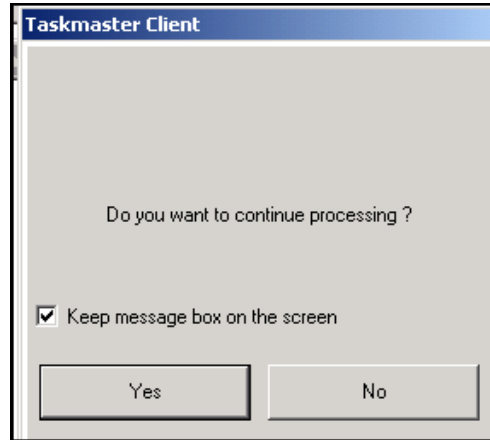 Taskmaster Client
Do you want to continue processing ?
Keep message box on the screen
Yes
No